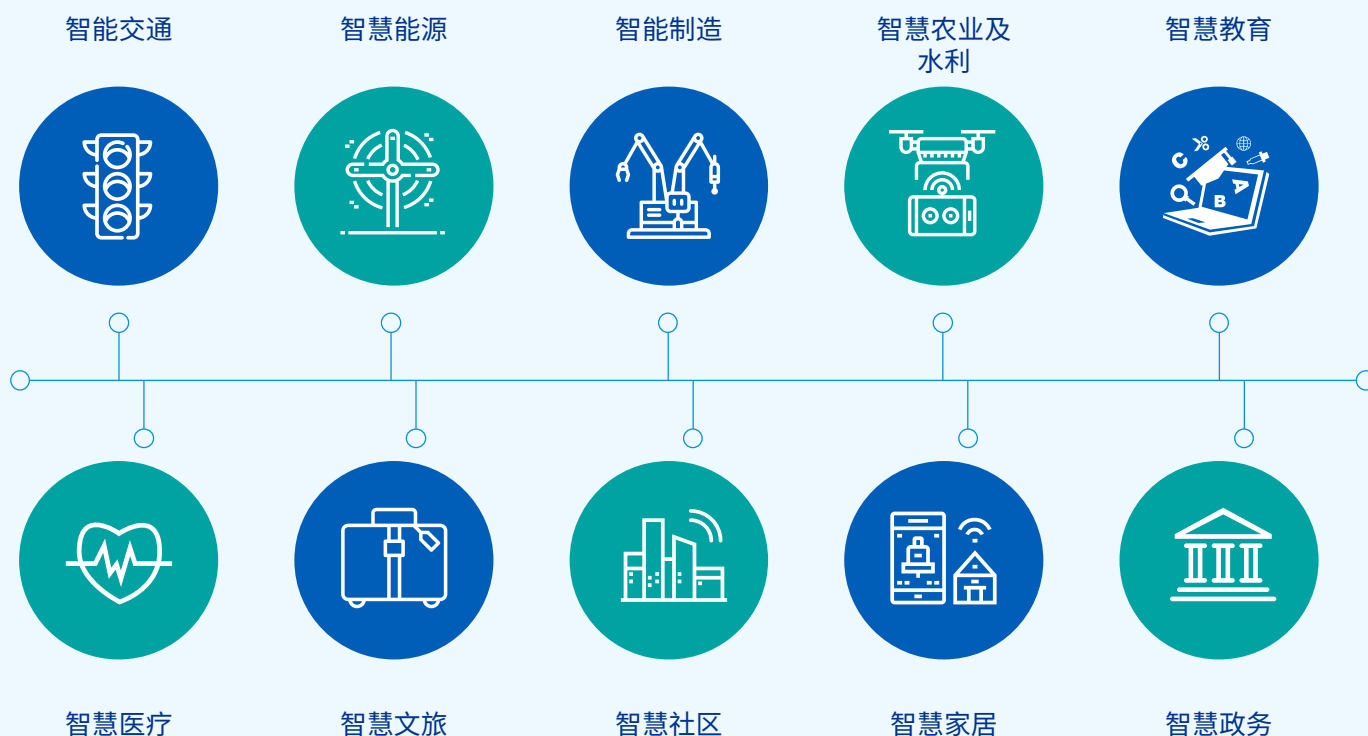 智能交通
智慧能源
智能制造
智慧农业及
水利
智慧教育
C
A
B
智慧医疗
智慧文旅
智慧社区
智慧家居
智慧政务